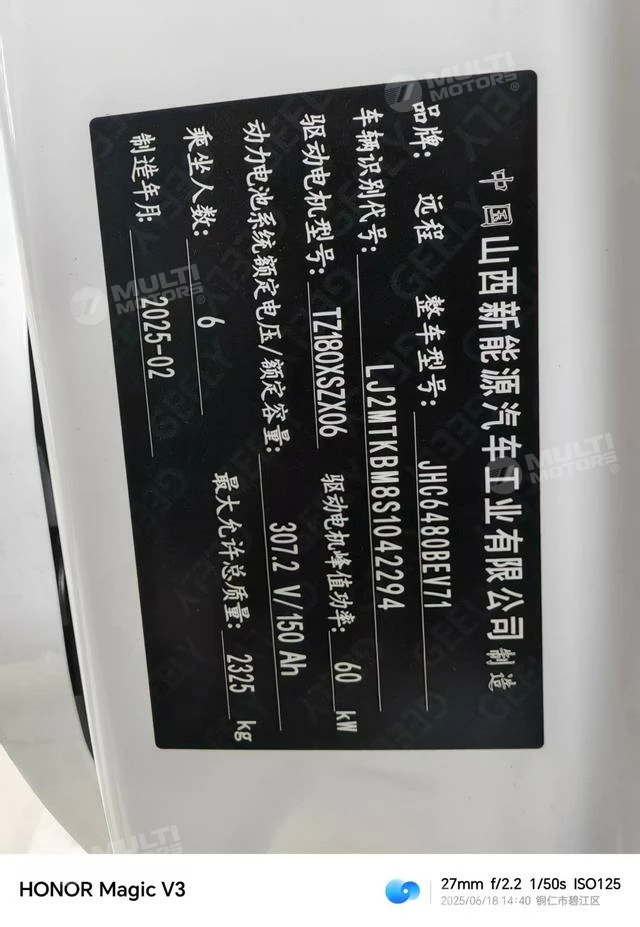 中国山西新能源汽车工业有限公司 制造
品牌: 远程 整车型号: JHC6480BEV71
车辆识别代号: LJ2MTKBM8S1042294
驱动电机型号: TZ180XSZX06 驱动电机峰值功率: 60 kW
动力电池系统额定电压/额定容量: 307.2 V/150 Ah
乘坐人数: 6 最大允许总质量: 2325 kg
制造年月: 2025-02
GEELY
MULTI MOTORS®
MULTI MOTORS®
MULTI MOTORS®
MULTI MOTORS®
HONOR Magic V3
27mm f/2.2 1/50s ISO125
2025/06/18 14:40 铜仁市碧江区